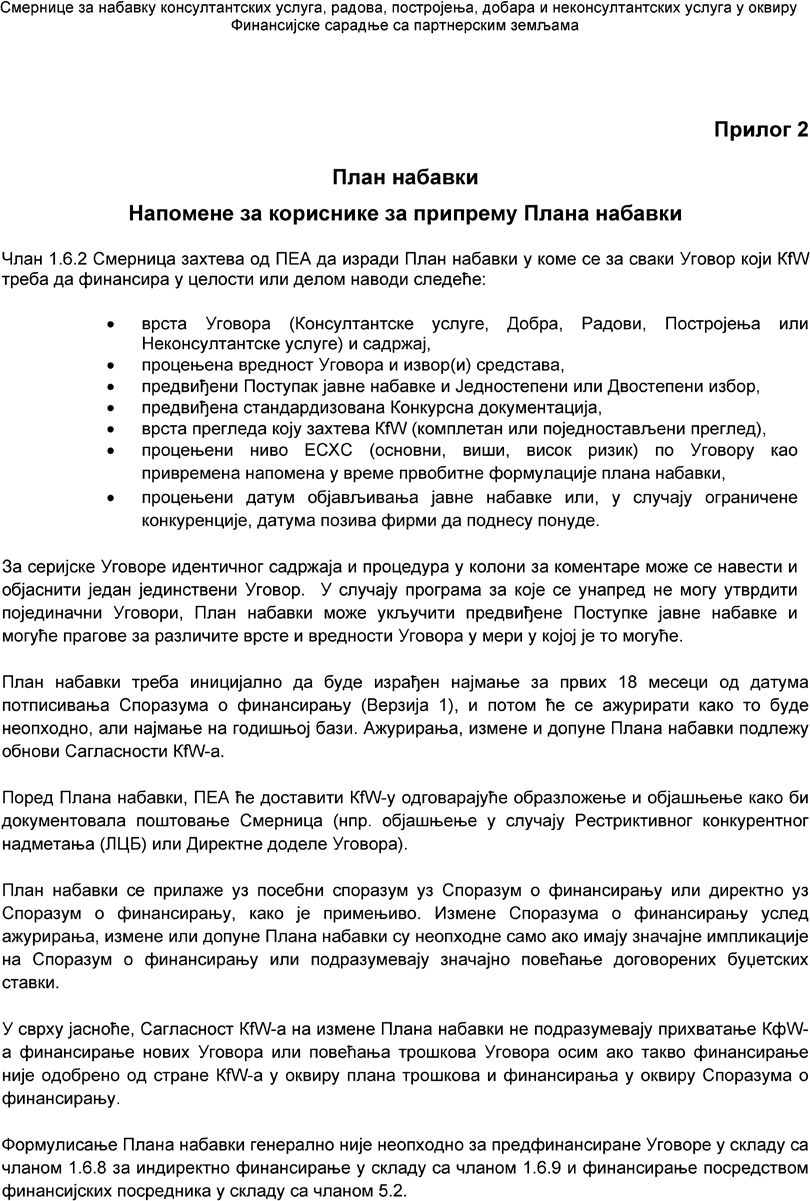 Смернице за набавку консултантских услуга, радова, постројења, добара и неконсултантских услуга у оквиру
Финансијске сарадње са партнерским земљама
Прилог 2
План набавки
Напомене за кориснике за припрему Плана набавки
Члан 1.6.2 Смерница захтева од ПЕА да изради План набавки у коме се за сваки Уговор који KfW
треба да финансира у целости или делом наводи следеће:
• врста Уговора (Консултантске услуге, Добра, Радови, Постројења или
Неконсултантске услуге) и садржај,
• процењена вредност Уговора и извор(и) средстава,
• предвиђени Поступак јавне набавке и Једностепени или Двостепени избор,
• предвиђена стандардизована Конкурсна документација,
• врста прегледа коју захтева KfW (комплетан или поједностављени преглед),
• процењени ниво ЕСХС (основни, виши, висок ризик) по Уговору као
привремена напомена у време првобитне формулације плана набавки,
• процењени датум објављивања јавне набавке или, у случају ограничене
конкуренције, датума позива фирми да поднесу понуде.
За серијске Уговоре идентичног садржаја и процедура у колони за коментаре може се навести и
објаснити један јединствени Уговор.  У случају програма за које се унапред не могу утврдити
појединачни Уговори, План набавки може укључити предвиђене Поступке јавне набавке и
могуће прагове за различите врсте и вредности Уговора у мери у којој је то могуће.
План набавки треба иницијално да буде израђен најмање за првих 18 месеци од датума
потписивања Споразума о финансирању (Верзија 1), и потом ће се ажурирати како то буде
неопходно, али најмање на годишњој бази. Ажурирања, измене и допуне Плана набавки подлежу
обнови Сагласности KfW-а.
Поред Плана набавки, ПЕА ће доставити KfW-у одговарајуће образложење и објашњење како би
документовала поштовање Смерница (нпр. објашњење у случају Рестриктивног конкурентног
надметања (ЛЦБ) или Директне доделе Уговора).
План набавки се прилаже уз посебни споразум уз Споразум о финансирању или директно уз
Споразум о финансирању, како је примењиво. Измене Споразума о финансирању услед
ажурирања, измене или допуне Плана набавки су неопходне само ако имају значајне импликације
на Споразум о финансирању или подразумевају значајно повећање договорених буџетских
ставки.
У сврху јасноће, Сагласност KfW-а на измене Плана набавки не подразумевају прихватање КфW-
а финансирање нових Уговора или повећања трошкова Уговора осим ако такво финансирање
није одобрено од стране KfW-а у оквиру плана трошкова и финансирања у оквиру Споразума о
финансирању.
Формулисање Плана набавки генерално није неопходно за предфинансиране Уговоре у складу са
чланом 1.6.8 за индиректно финансирање у складу са чланом 1.6.9 и финансирање посредством
финансијских посредника у складу са чланом 5.2.